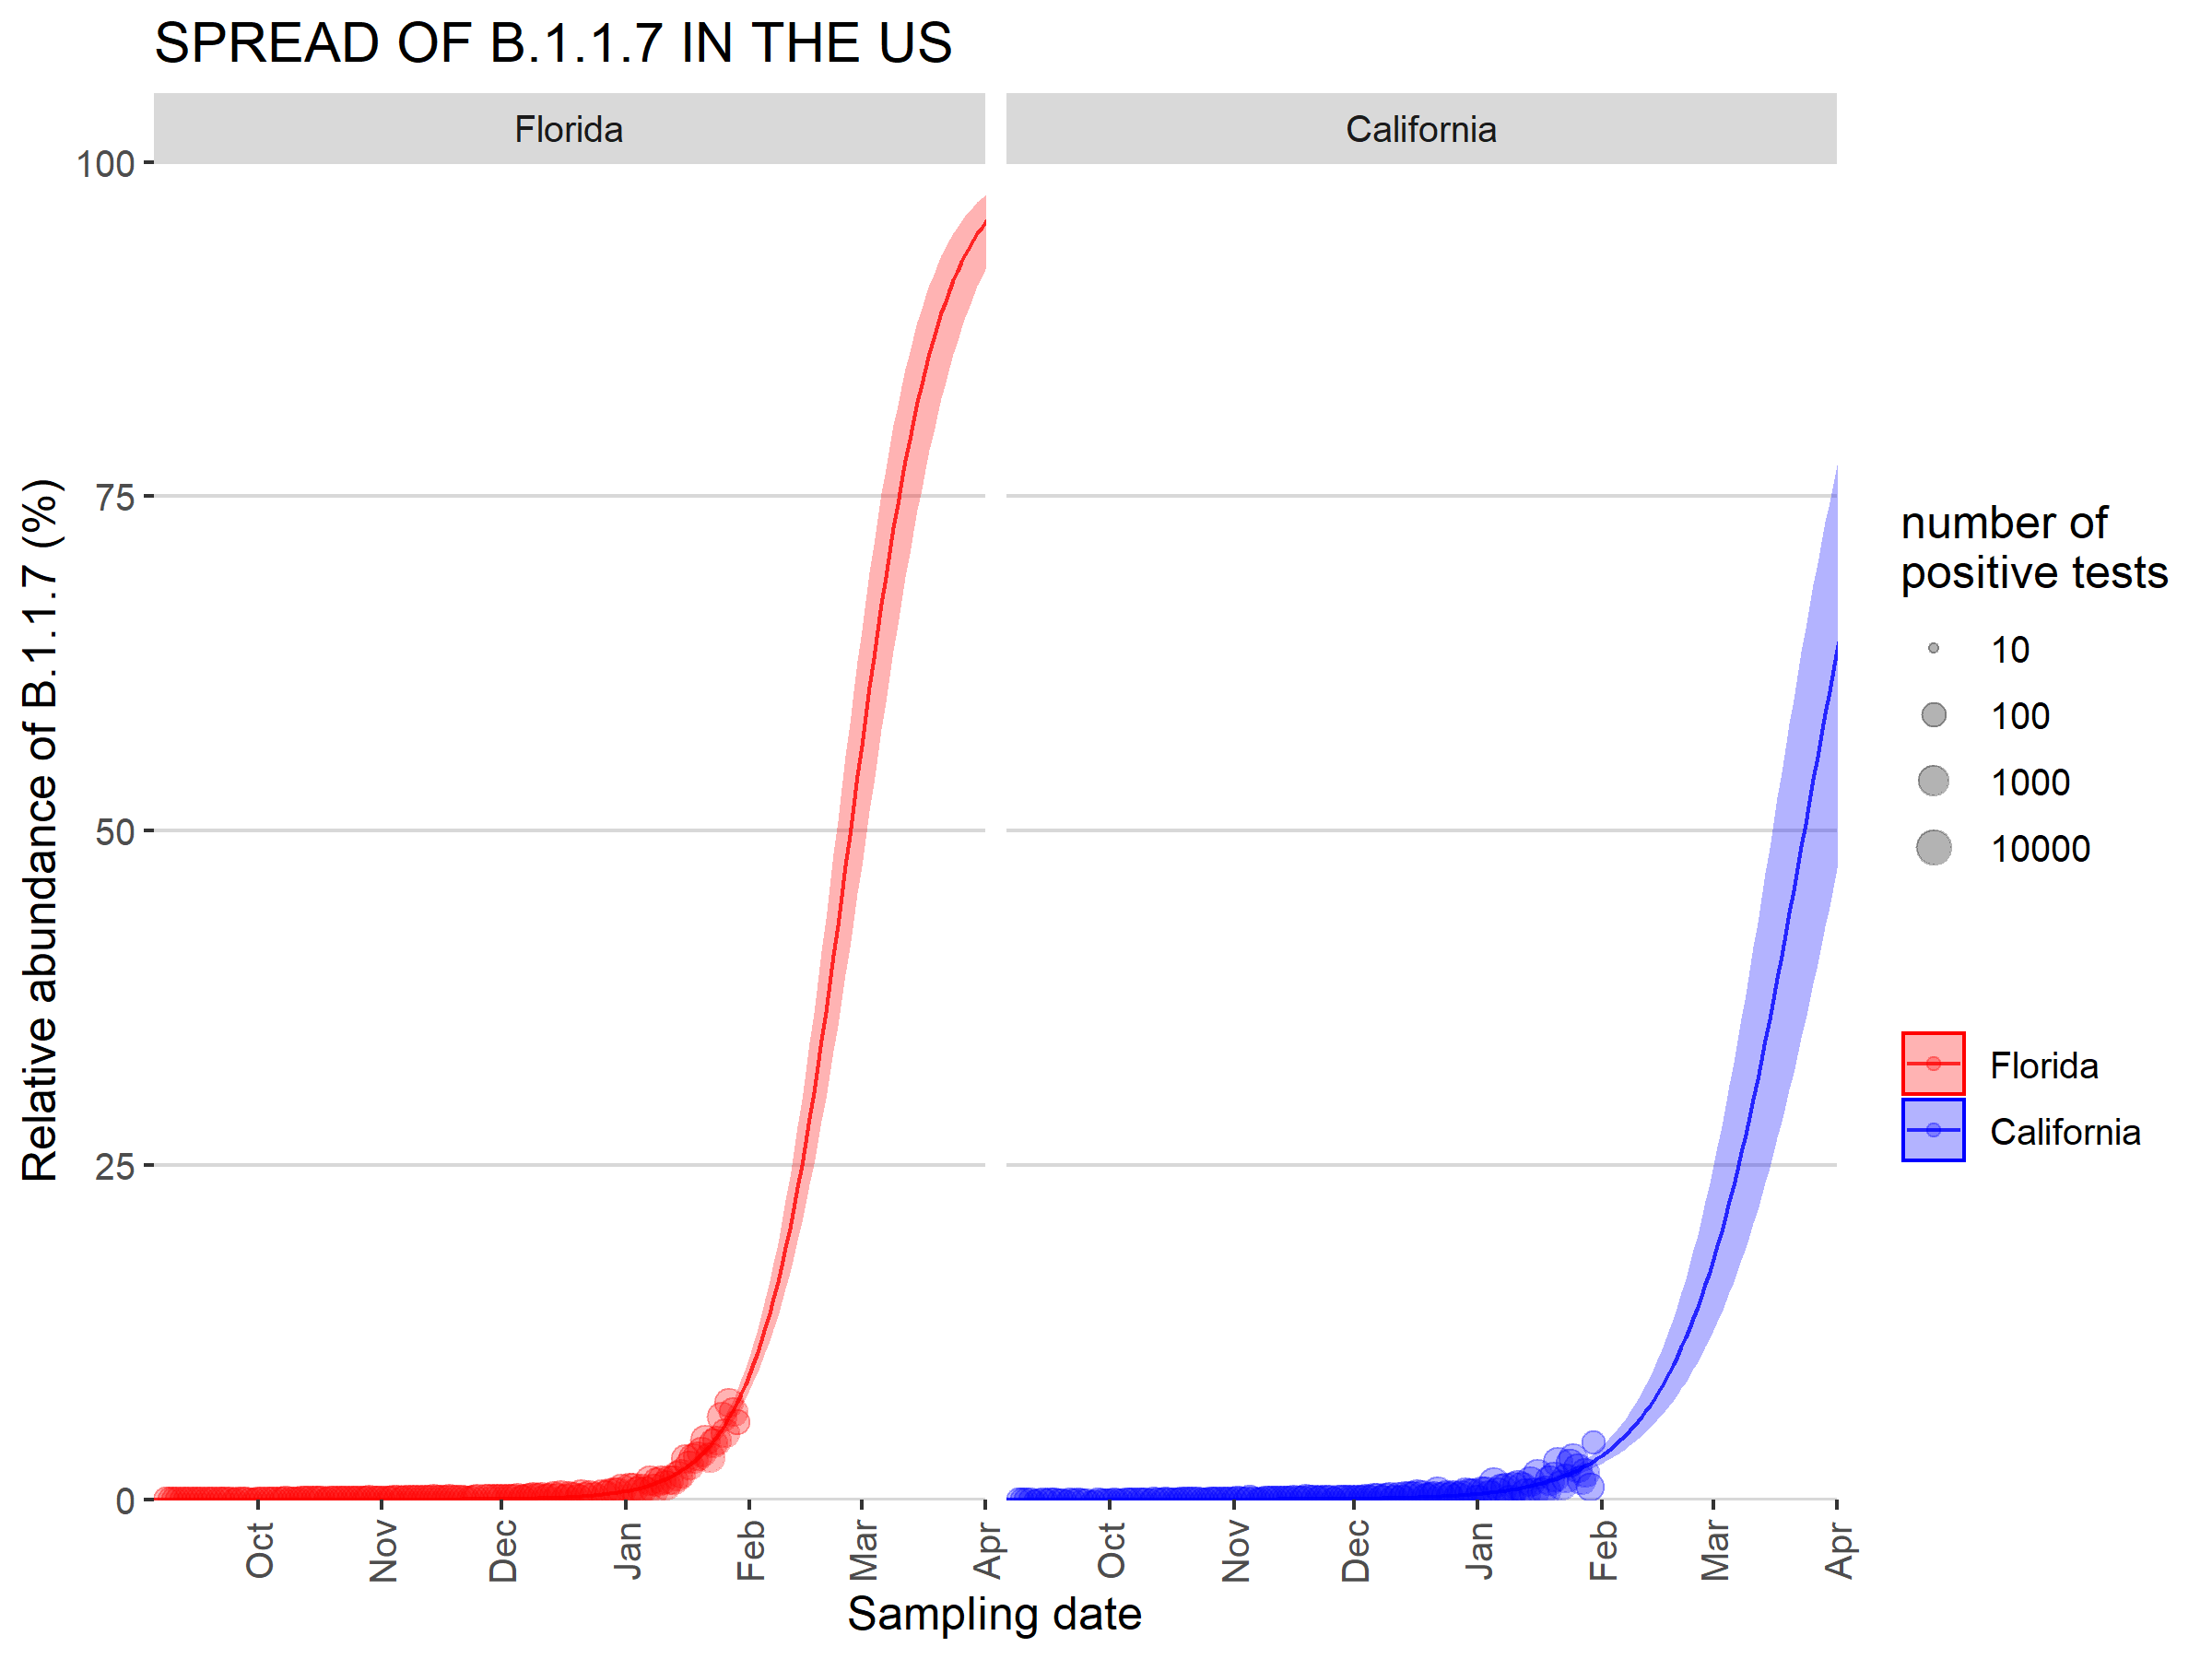 SPREAD OF B.1.1.7 IN THE US
Florida
California
Relative abundance of B.1.1.7 (%)
100
75
50
25
0
Oct
Nov
Dec
Jan
Feb
Mar
Apr
Oct
Nov
Dec
Jan
Feb
Mar
Apr
Sampling date
number of
positive tests
10
100
1000
10000
Florida
California